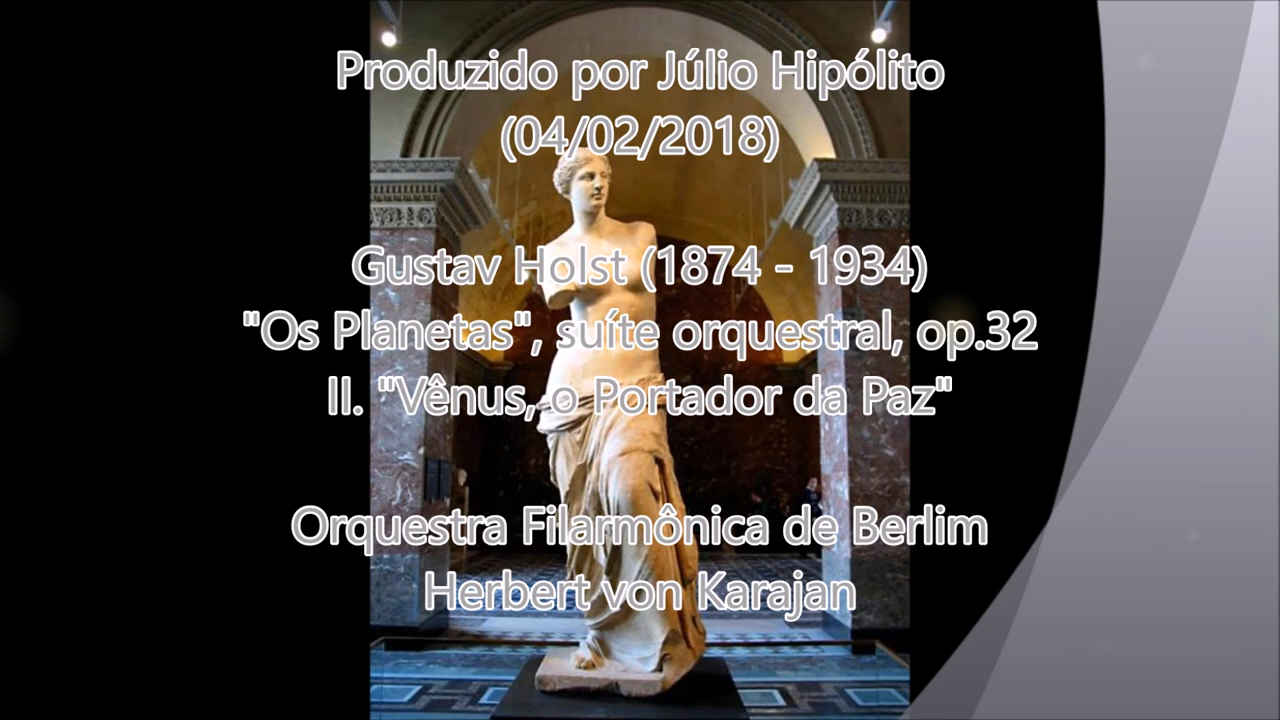 Produzido por Júlio Hipólito
(04/02/2018)
Gustav Holst (1874 - 1934)
"Os Planetas", suíte orquestral, op.32
II. "Vênus, o Portador da Paz"
Orquestra Filarmônica de Berlim
Herbert von Karajan